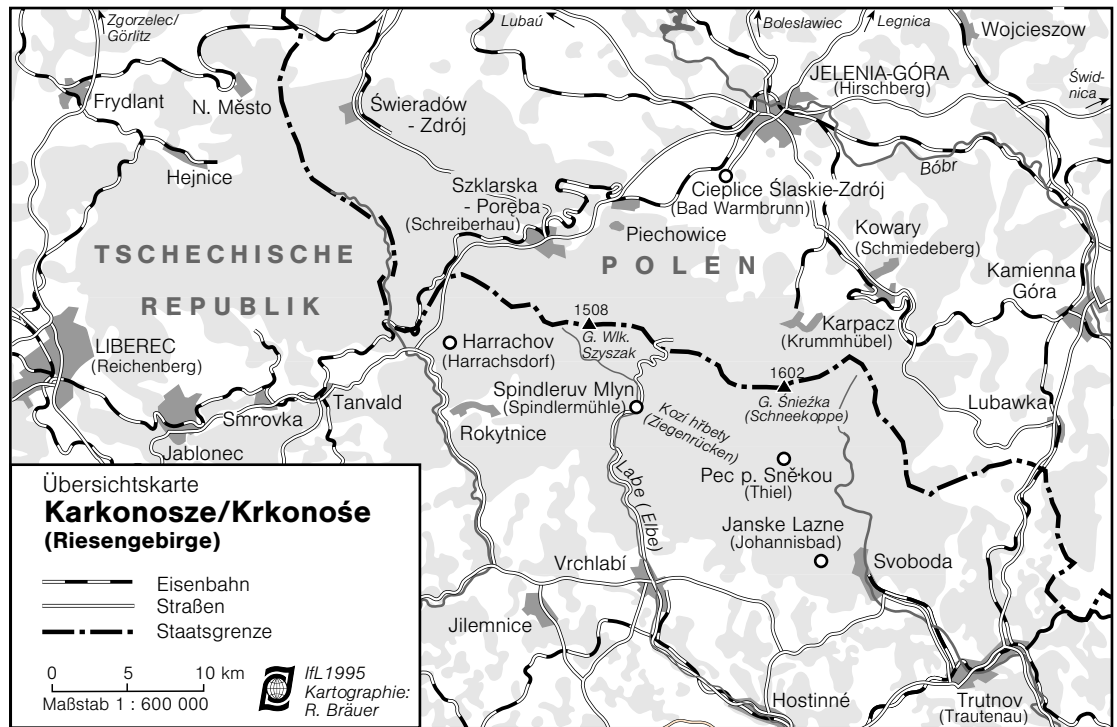 Zgorzelec/
Görlitz
Lubaú
Boleslawiec
Legnica
Wojcieszow
Frydlant
N. Město
Świeradów
- Zdrój
JELENIA-GÓRA
(Hirschberg)
Świd-
nica
Hejnice
Bóbr
Szklarska
- Poręba
(Schreiberhau)
Cieplice Ślaskie-Zdrój
(Bad Warmbrunn)
Piechowice
Kowary
(Schmiedeberg)
TSCHECHISCHE
REPUBLIK
POLEN
Kamienna
Góra
1508
G. Wlk.
Szyszak
Karpacz
(Krummhübel)
LIBEREC
(Reichenberg)
Harrachov
(Harrachsdorf)
1602
G. Śnieżka
(Schneekoppe)
Spindleruv Mlyn
(Spindlermühle)
Kozí hřbety
(Ziegenrücken)
Lubawka
Smrovka
Tanvald
Rokytnice
Jablonec
Pec p. Sněkou
(Thiel)
Labe (Elbe)
Janske Lazne
(Johannisbad)
Vrchlabí
Svoboda
Jilemnice
Hostinné
Trutnov
(Trautenau)
Übersichtskarte
Karkonosze/Krkonośe
(Riesengebirge)
Eisenbahn
Straßen
Staatsgrenze
0 5 10 km
Maßstab 1 : 600 000
IfL1995
Kartographie:
R. Bräuer